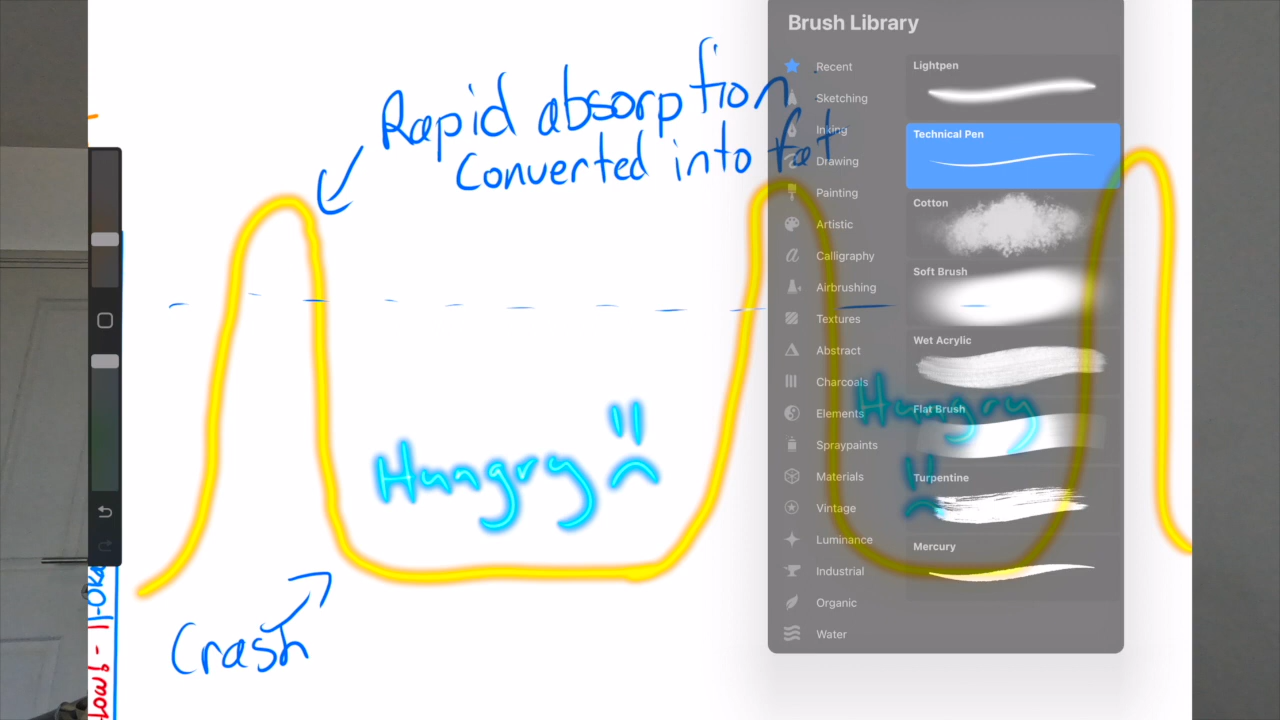 Rapid absorption
Converted into fat
Hungry
Hungry
Crash
Brush Library
Recent
Sketching
Inking
Drawing
Painting
Artistic
Calligraphy
Airbrushing
Textures
Abstract
Charcoals
Elements
Spraypaints
Materials
Vintage
Luminance
Industrial
Organic
Water
Lightpen
Technical Pen
Cotton
Soft Brush
Wet Acrylic
Flat Brush
Turpentine
Mercury